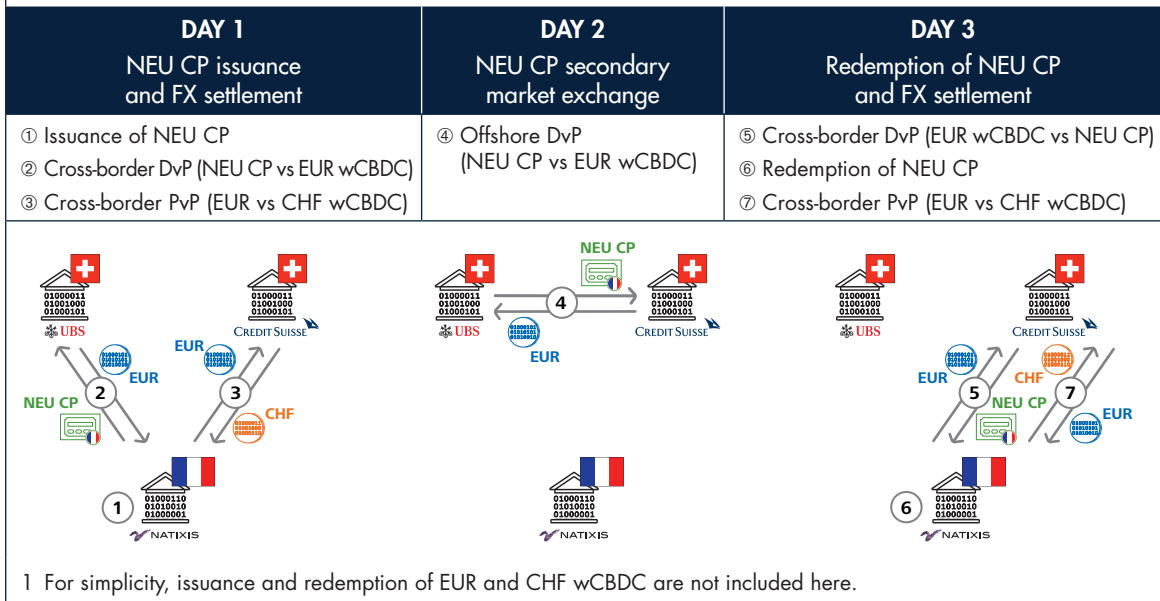 DAY 1
NEU CP issuance
and FX settlement
DAY 2
NEU CP secondary
market exchange
DAY 3
Redemption of NEU CP
and FX settlement
① Issuance of NEU CP
② Cross-border DvP (NEU CP vs EUR wCBDC)
③ Cross-border PvP (EUR vs CHF wCBDC)
④ Offshore DvP
(NEU CP vs EUR wCBDC)
⑤ Cross-border DvP (EUR wCBDC vs NEU CP)
⑥ Redemption of NEU CP
⑦ Cross-border PvP (EUR vs CHF wCBDC)
01000011
01001000
01000101
UBS
01000011
01001000
01000101
CREDIT SUISSE
EUR
EUR
2
3
NEU CP
CHF
1
01000110
01010010
01000001
NATIXIS
NEU CP
01000011
01001000
01000101
UBS
4
01000011
01001000
01000101
CREDIT SUISSE
EUR
01000110
01010010
01000001
NATIXIS
01000011
01001000
01000101
UBS
01000011
01001000
01000101
CREDIT SUISSE
EUR
CHF
5
7
NEU CP
EUR
6
01000110
01010010
01000001
NATIXIS
1 For simplicity, issuance and redemption of EUR and CHF wCBDC are not included here.